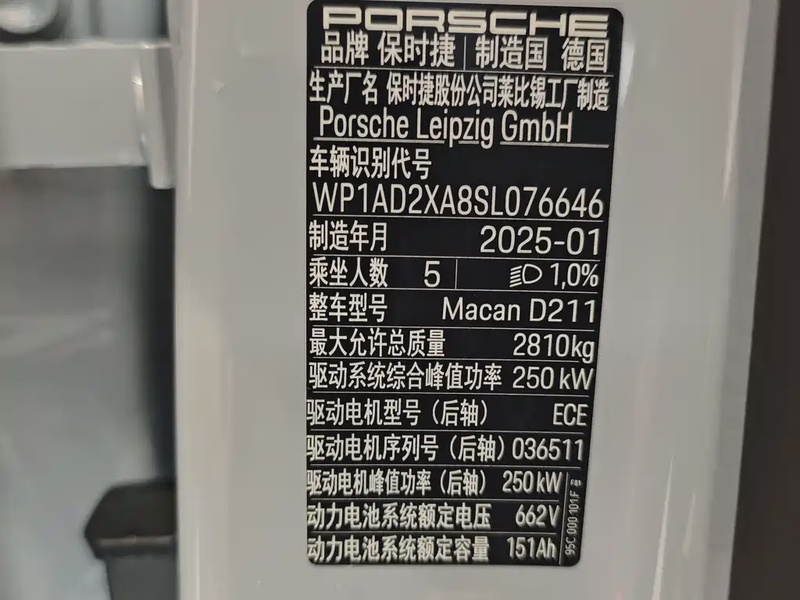 PORSCHE
品牌 保时捷 制造国 德国
生产厂名 保时捷股份公司莱比锡工厂制造
Porsche Leipzig GmbH
车辆识别代号
WP1AD2XA8SL076646
制造年月 2025-01
乘坐人数 5 1,0%
整车型号 Macan D211
最大允许总质量 2810kg
驱动系统综合峰值功率 250 kW
驱动电机型号（后轴） ECE
驱动电机序列号（后轴）036511
驱动电机峰值功率（后轴） 250 kW
动力电池系统额定电压 662V
动力电池系统额定容量 151Ah
95C 000 101 F